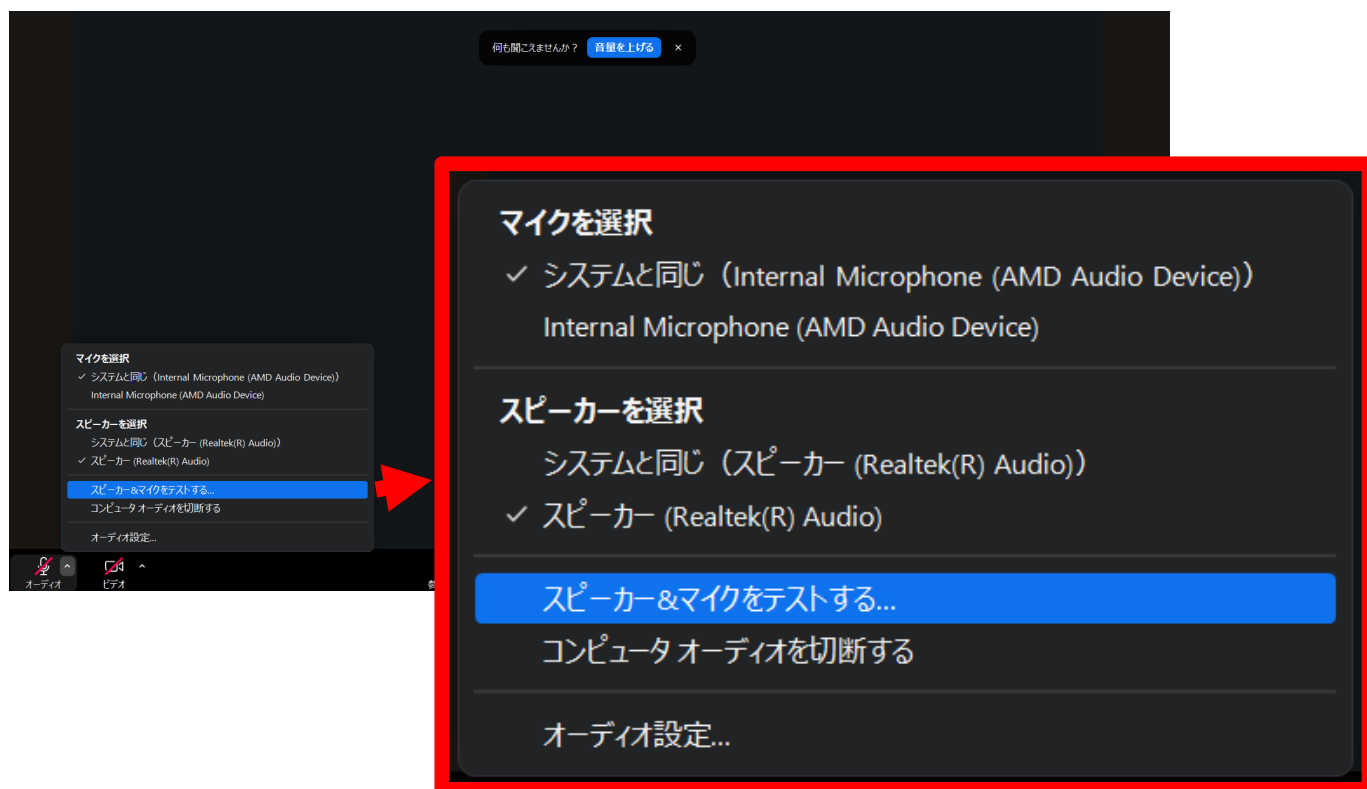 何も聞こえませんか？ 音量を上げる ×
マイクを選択
✓ システムと同じ（Internal Microphone (AMD Audio Device)）
Internal Microphone (AMD Audio Device)
スピーカーを選択
システムと同じ（スピーカー (Realtek(R) Audio)）
✓ スピーカー (Realtek(R) Audio)
スピーカー&マイクをテストする...
コンピュータ オーディオを切断する
オーディオ設定...
オーディオ
ビデオ
マイクを選択
✓ システムと同じ（Internal Microphone (AMD Audio Device)）
Internal Microphone (AMD Audio Device)
スピーカーを選択
システムと同じ（スピーカー (Realtek(R) Audio)）
✓ スピーカー (Realtek(R) Audio)
スピーカー&マイクをテストする...
コンピュータ オーディオを切断する
オーディオ設定...